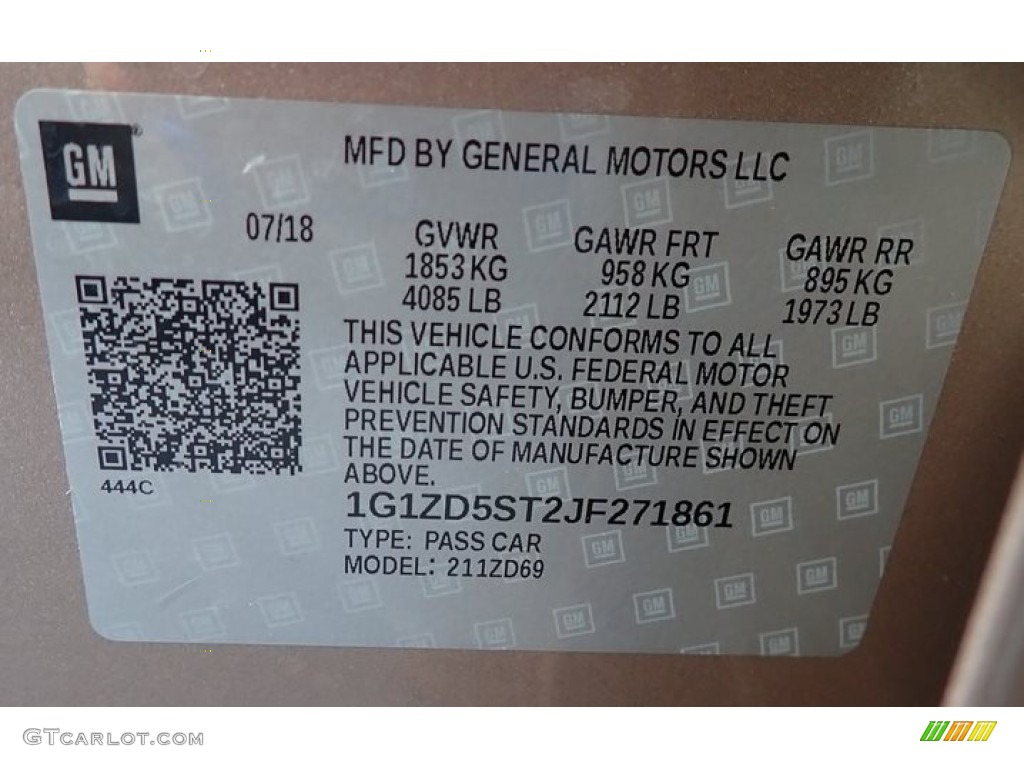 GM
MFD BY GENERAL MOTORS LLC
07/18
GVWR GAWR FRT GAWR RR
1853 KG 958 KG 895 KG
4085 LB 2112 LB 1973 LB
THIS VEHICLE CONFORMS TO ALL
APPLICABLE U.S. FEDERAL MOTOR
VEHICLE SAFETY, BUMPER, AND THEFT
PREVENTION STANDARDS IN EFFECT ON
THE DATE OF MANUFACTURE SHOWN
ABOVE.
444C
1G1ZD5ST2JF271861
TYPE: PASS CAR
MODEL: 211ZD69
GTCARLOT.COM